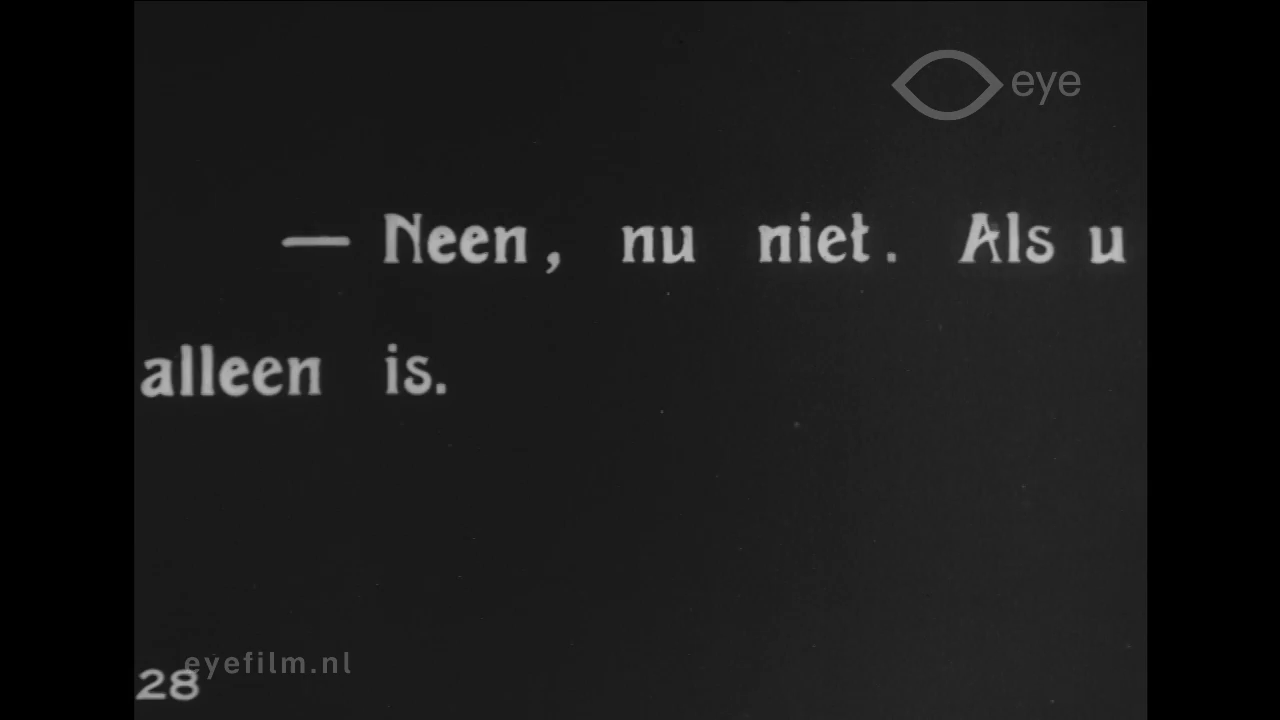 eye
— Neen, nu niet. Als u
alleen is.
eyefilm.nl
28